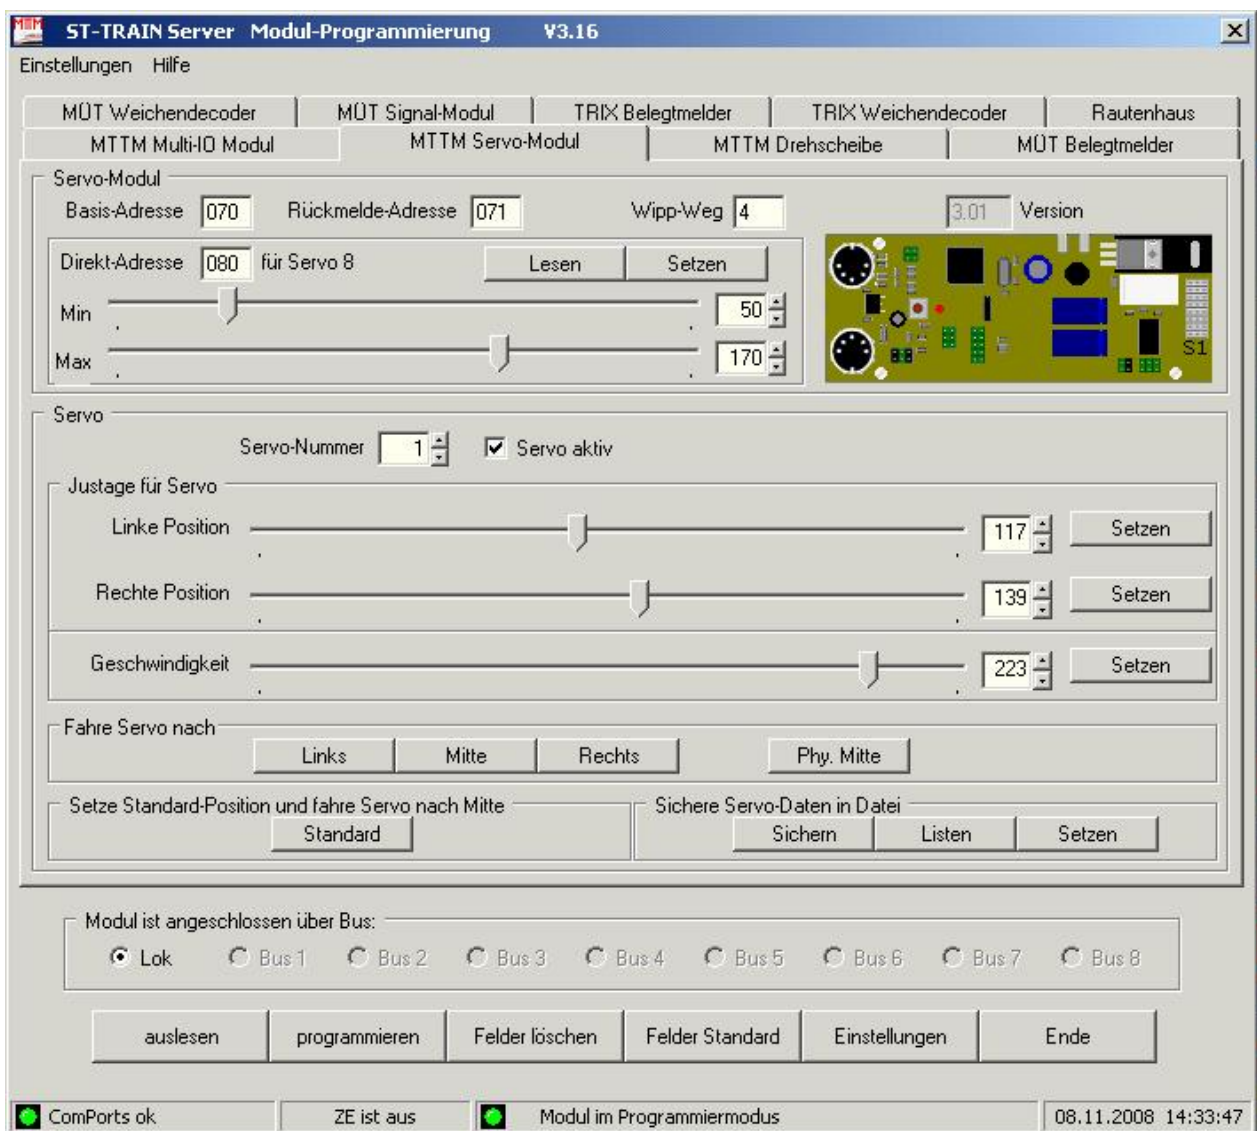 MTTM
ST-TRAIN Server Modul-Programmierung V3.16
Einstellungen Hilfe
MÜT Weichendecoder MÜT Signal-Modul TRIX Belegtmelder TRIX Weichendecoder Rautenhaus
MTTM Multi-IO Modul MTTM Servo-Modul MTTM Drehscheibe MÜT Belegtmelder
Servo-Modul
Basis-Adresse 070 Rückmelde-Adresse 071 Wipp-Weg 4 3.01 Version
Direkt-Adresse 080 für Servo 8 Lesen Setzen
Min 50
Max 170
S1
Servo
Servo-Nummer 1 Servo aktiv
Justage für Servo
Linke Position 117 Setzen
Rechte Position 139 Setzen
Geschwindigkeit 223 Setzen
Fahre Servo nach
Links Mitte Rechts Phy. Mitte
Setze Standard-Position und fahre Servo nach Mitte
Standard
Sichere Servo-Daten in Datei
Sichern Listen Setzen
Modul ist angeschlossen über Bus:
Lok Bus 1 Bus 2 Bus 3 Bus 4 Bus 5 Bus 6 Bus 7 Bus 8
auslesen programmieren Felder löschen Felder Standard Einstellungen Ende
ComPorts ok ZE ist aus Modul im Programmiermodus 08.11.2008 14:33:47